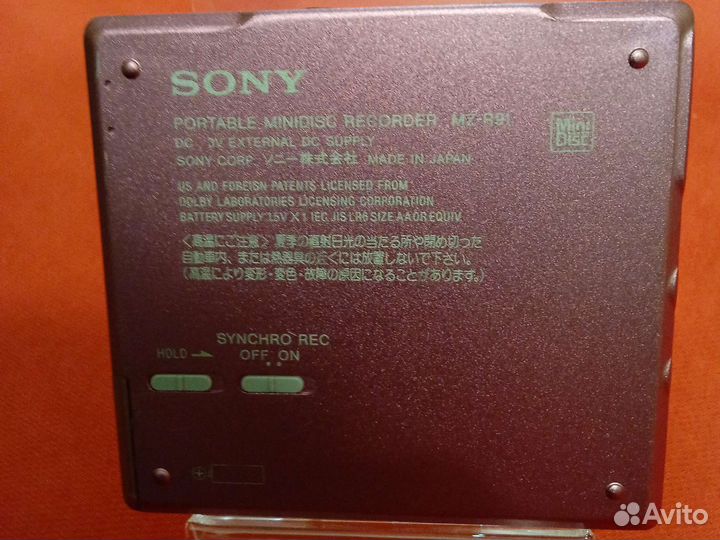 SONY
PORTABLE MINIDISC RECORDER MZ-R91
Mini Disc
DC 3V EXTERNAL DC SUPPLY
SONY CORP. ソニー株式会社 MADE IN JAPAN
US AND FOREIGN PATENTS LICENSED FROM
DOLBY LABORATORIES LICENSING CORPORATION
BATTERY SUPPLY 1.5V X 1 IEC, JIS LR6 SIZE AA OR EQUIV.
〈高温にご注意〉夏季の直射日光の当たる所や閉め切った
自動車内、または熱器具の近くには放置しないで下さい。
(高温により変形・変色・故障の原因になることがあります。)
SYNCHRO REC
HOLD OFF ON
Avito